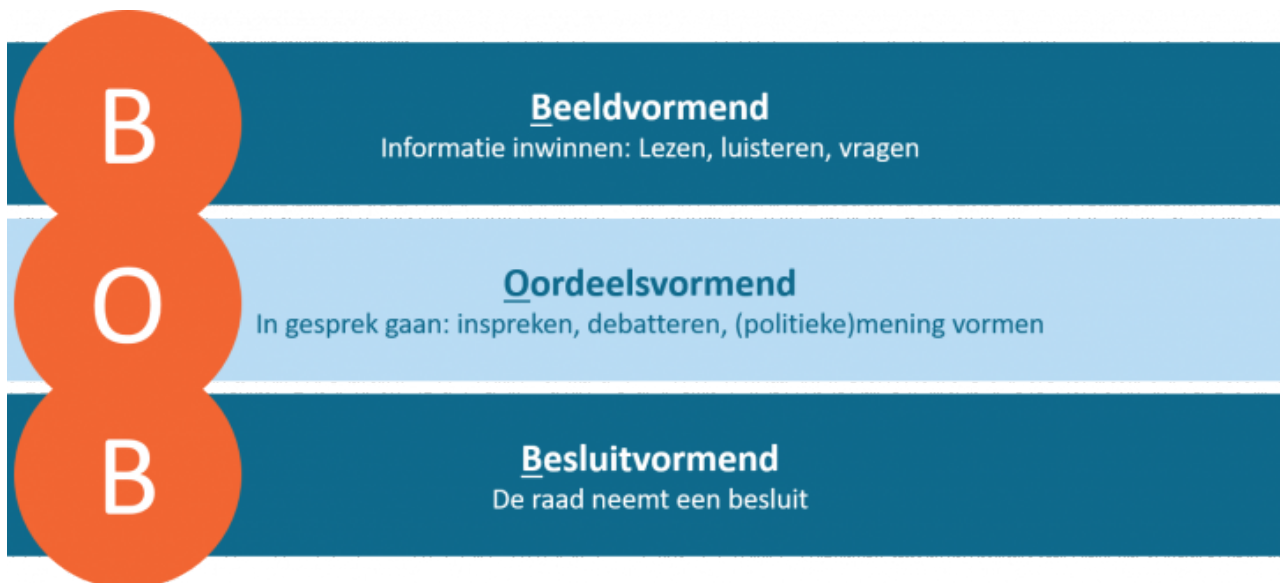 B
Beeldvormend
Informatie inwinnen: Lezen, luisteren, vragen
O
Oordeelsvormend
In gesprek gaan: inspreken, debatteren, (politieke)mening vormen
B
Besluitvormend
De raad neemt een besluit